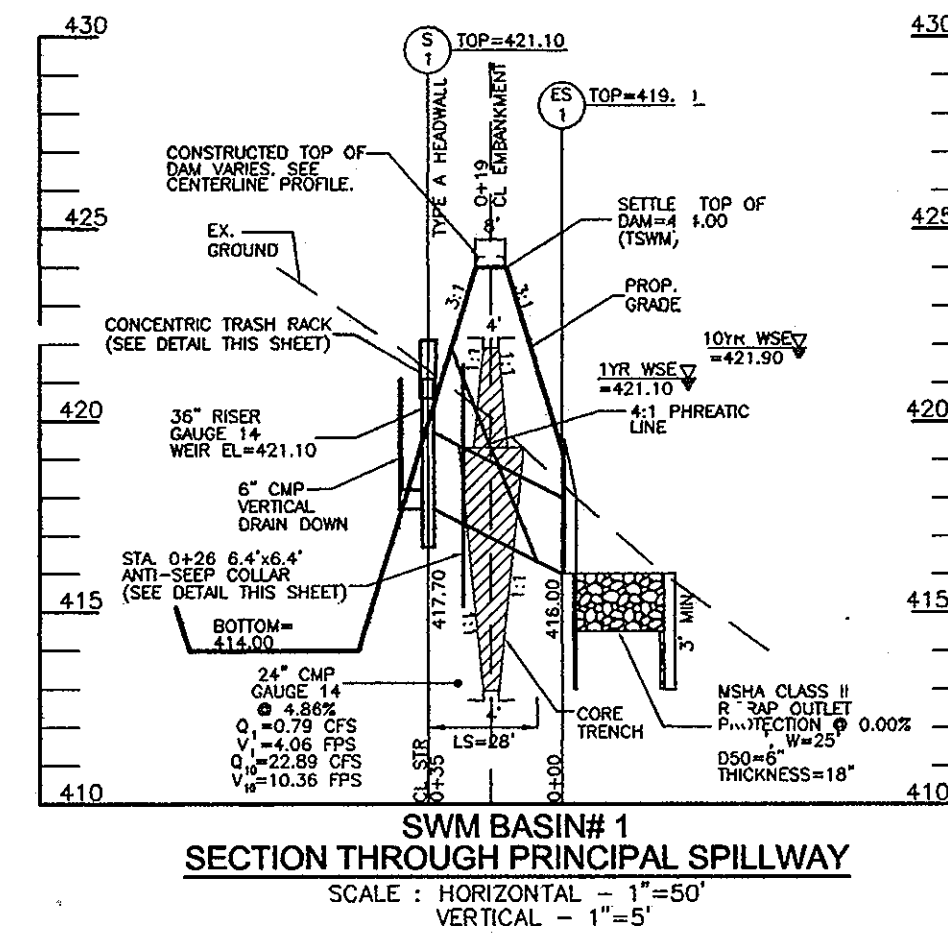 430
430
S
1
TOP=421.10
ES
1
TOP=419.
TYPE A HEADWALL
0+19
8' CL EMBANKMENT
CONSTRUCTED TOP OF
DAM VARIES. SEE
CENTERLINE PROFILE.
SETTLE TOP OF
DAM=4 .00
(TSWM)
425
425
EX.
GROUND
3:1
3:1
PROP.
GRADE
CONCENTRIC TRASH RACK
(SEE DETAIL THIS SHEET)
4'
1:1
1:1
10YR WSE
=421.90
1YR WSE
=421.10
420
420
36" RISER
GAUGE 14
WEIR EL=421.10
4:1 PHREATIC
LINE
6" CMP
VERTICAL
DRAIN DOWN
STA. 0+26 6.4'x6.4'
ANTI-SEEP COLLAR
(SEE DETAIL THIS SHEET)
417.70
1:1
1:1
416.00
3' MIN
415
415
BOTTOM=
414.00
24" CMP
GAUGE 14
@ 4.86%
Q1=0.79 CFS
V1=4.06 FPS
Q10=22.89 CFS
V10=10.36 FPS
4'
LS=28'
CORE
TRENCH
MSHA CLASS II
OUTLET
@ 0.00%
W=25'
D50=6"
THICKNESS=18"
CL STR
0+35
0+00
410
410
SWM BASIN# 1
SECTION THROUGH PRINCIPAL SPILLWAY
SCALE : HORIZONTAL - 1"=50'
VERTICAL - 1"=5'